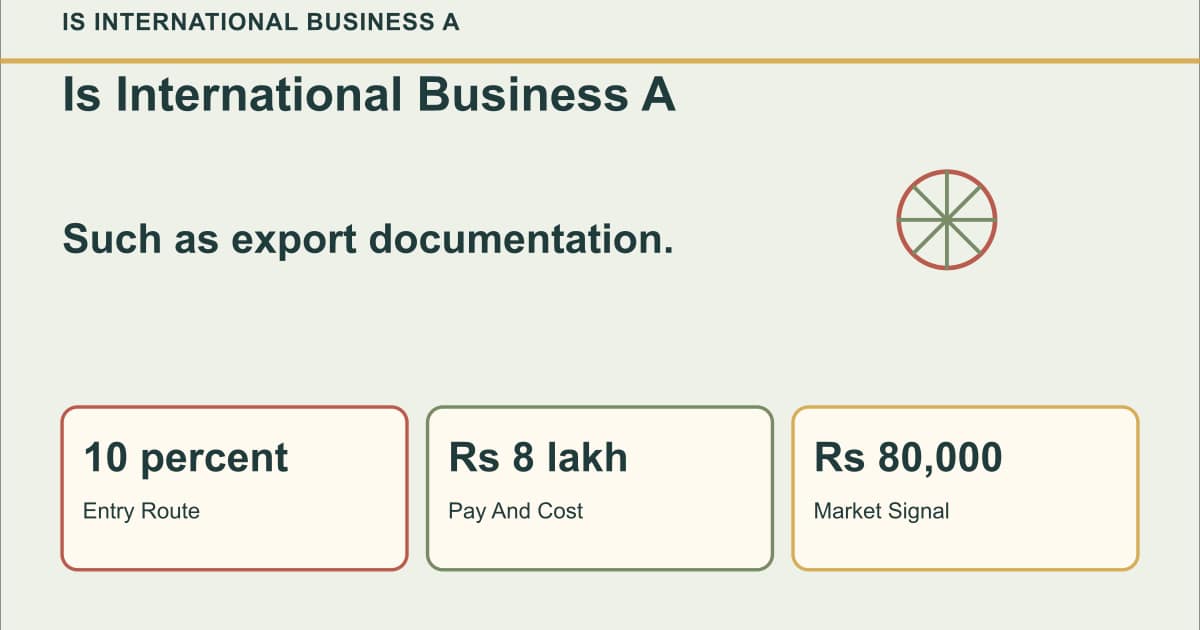 IS INTERNATIONAL BUSINESS A
Is International Business A
Such as export documentation.
10 percent
Entry Route
Rs 8 lakh
Pay And Cost
Rs 80,000
Market Signal